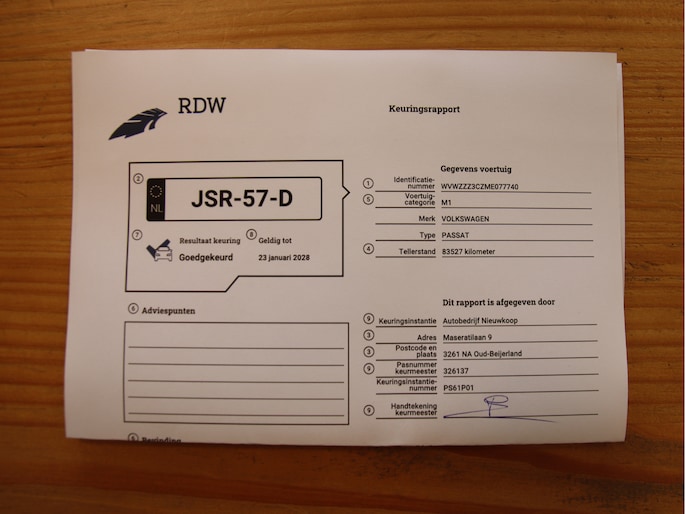 RDW
Keuringsrapport
2
NL
JSR-57-D
7 Resultaat keuring
Goedgekeurd
8 Geldig tot
23 januari 2028
Gegevens voertuig
1 Identificatie-
nummer VWWZZZ3CZME077740
5 Voertuig-
categorie M1
Merk VOLKSWAGEN
Type PASSAT
4 Tellerstand 83527 kilometer
6 Adviespunten
Dit rapport is afgegeven door
9 Keuringsinstantie Autobedrijf Nieuwkoop
3 Adres Maseratilaan 9
3 Postcode en
plaats 3261 NA Oud-Beijerland
9 Pasnummer
keurmeester 326137
Keuringsinstantie-
nummer PS61P01
9 Handtekening
keurmeester